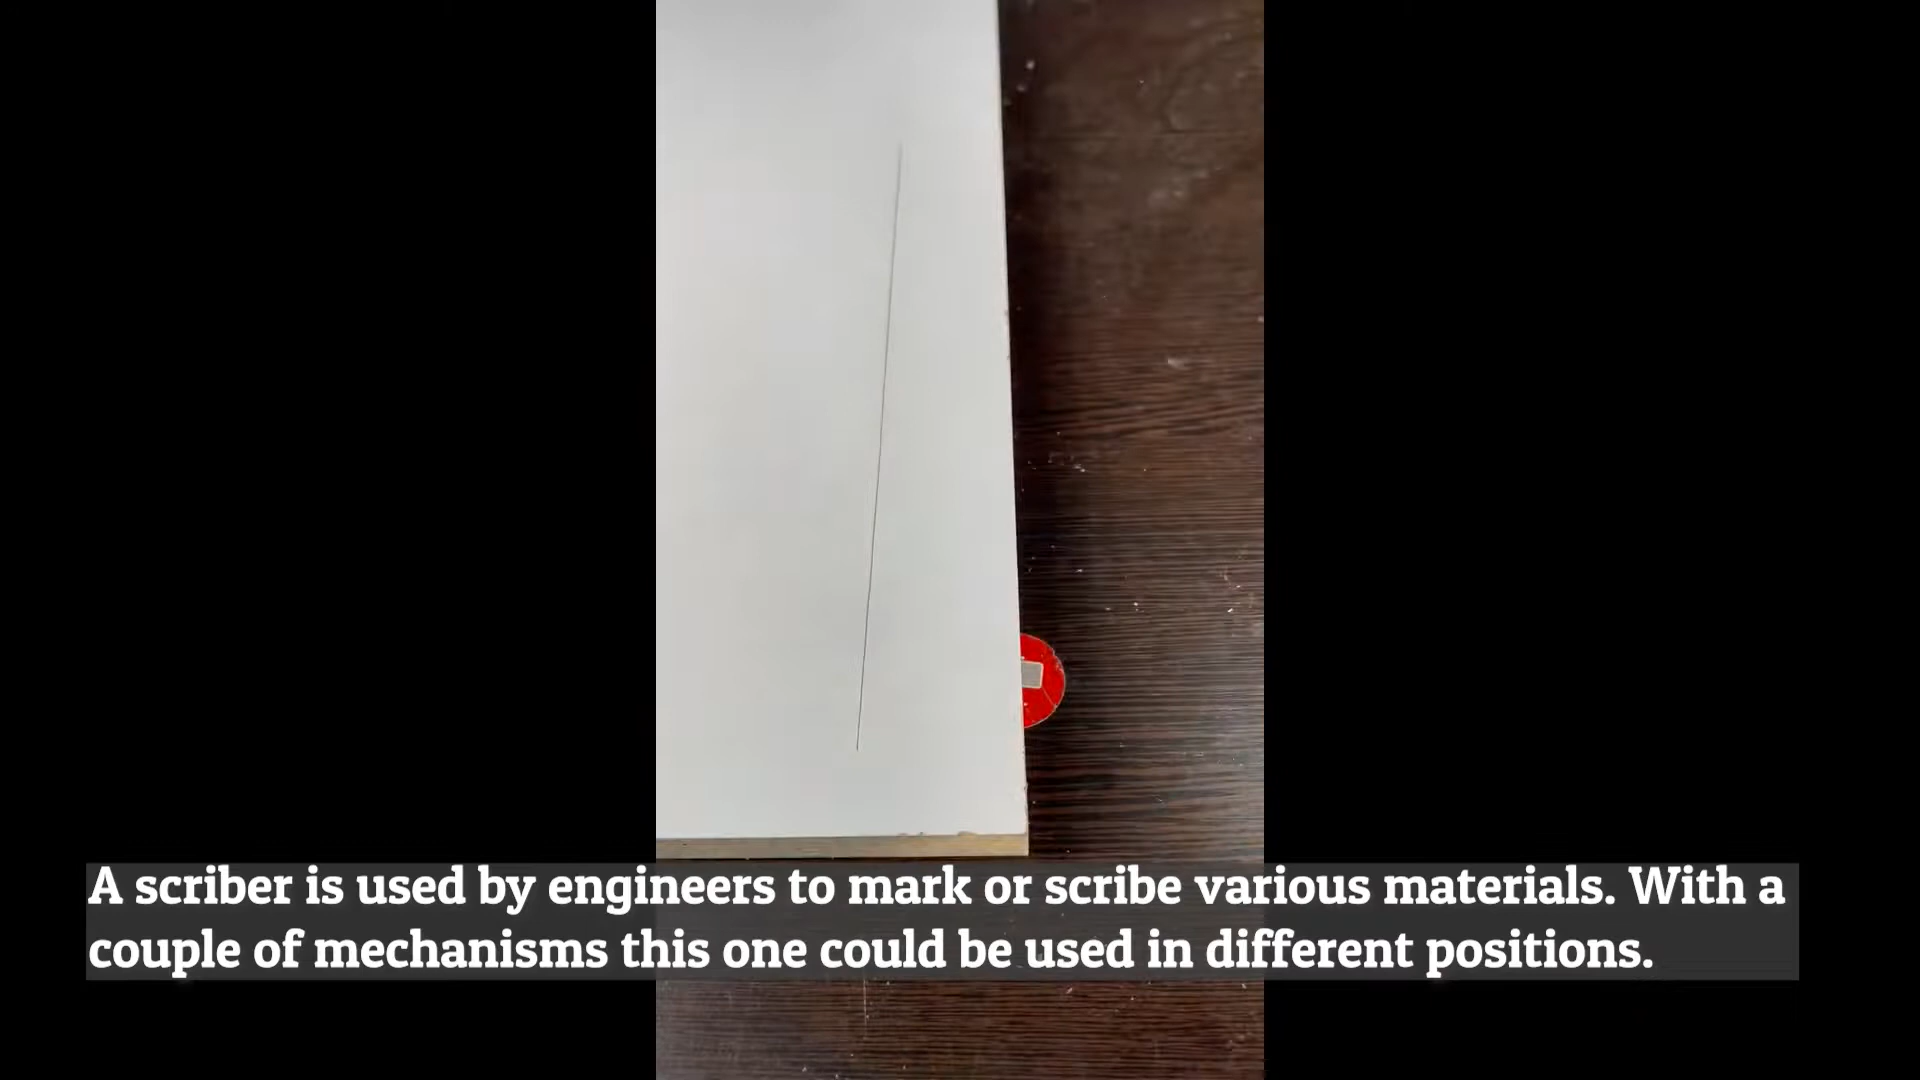 A scriber is used by engineers to mark or scribe various materials. With a
couple of mechanisms this one could be used in different positions.